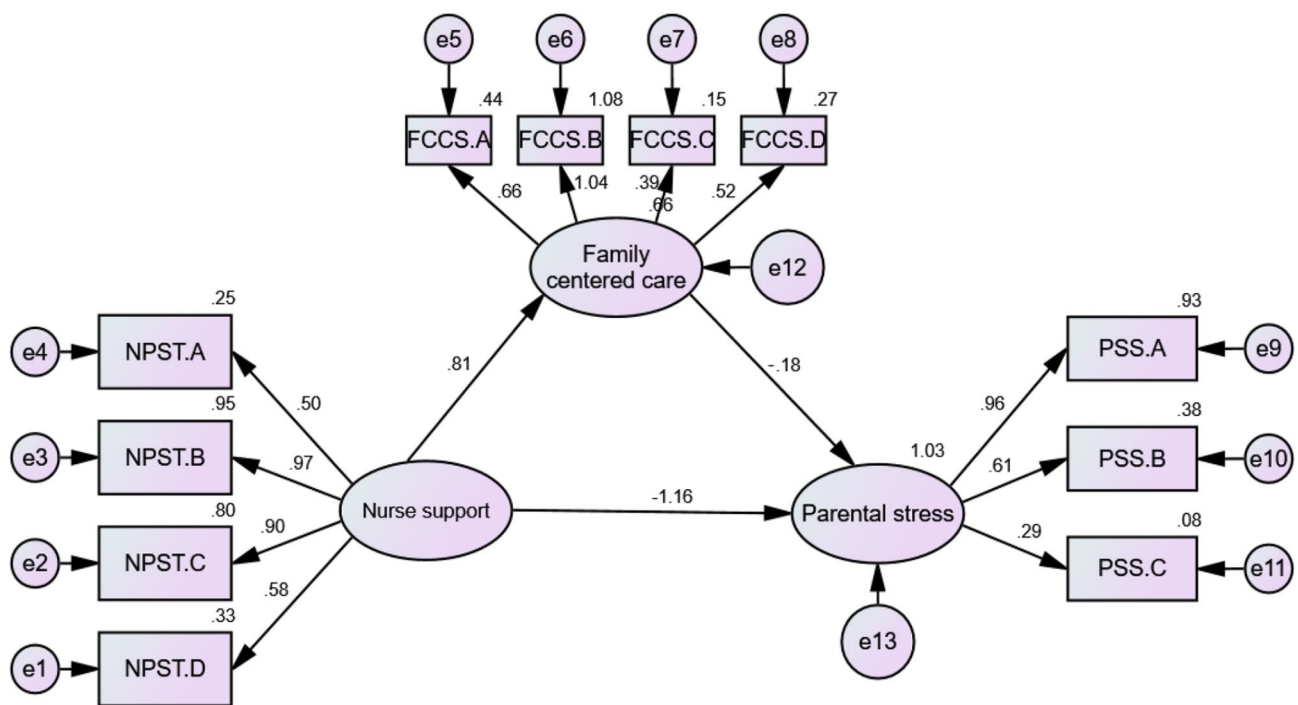 e5 e6 e7 e8
.44 1.08 .15 .27
FCCS.A FCCS.B FCCS.C FCCS.D
.66 1.04 .39 .52
.66
Family
centered care
e12
.25
e4 NPST.A
.81
-.18
.93
PSS.A e9
.50
.96
.95
e3 NPST.B
.97
.38
1.03
.61
PSS.B e10
.80
Nurse support
-1.16
Parental stress
.90
e2 NPST.C
.29
.08
PSS.C e11
.58
.33
e1 NPST.D
e13